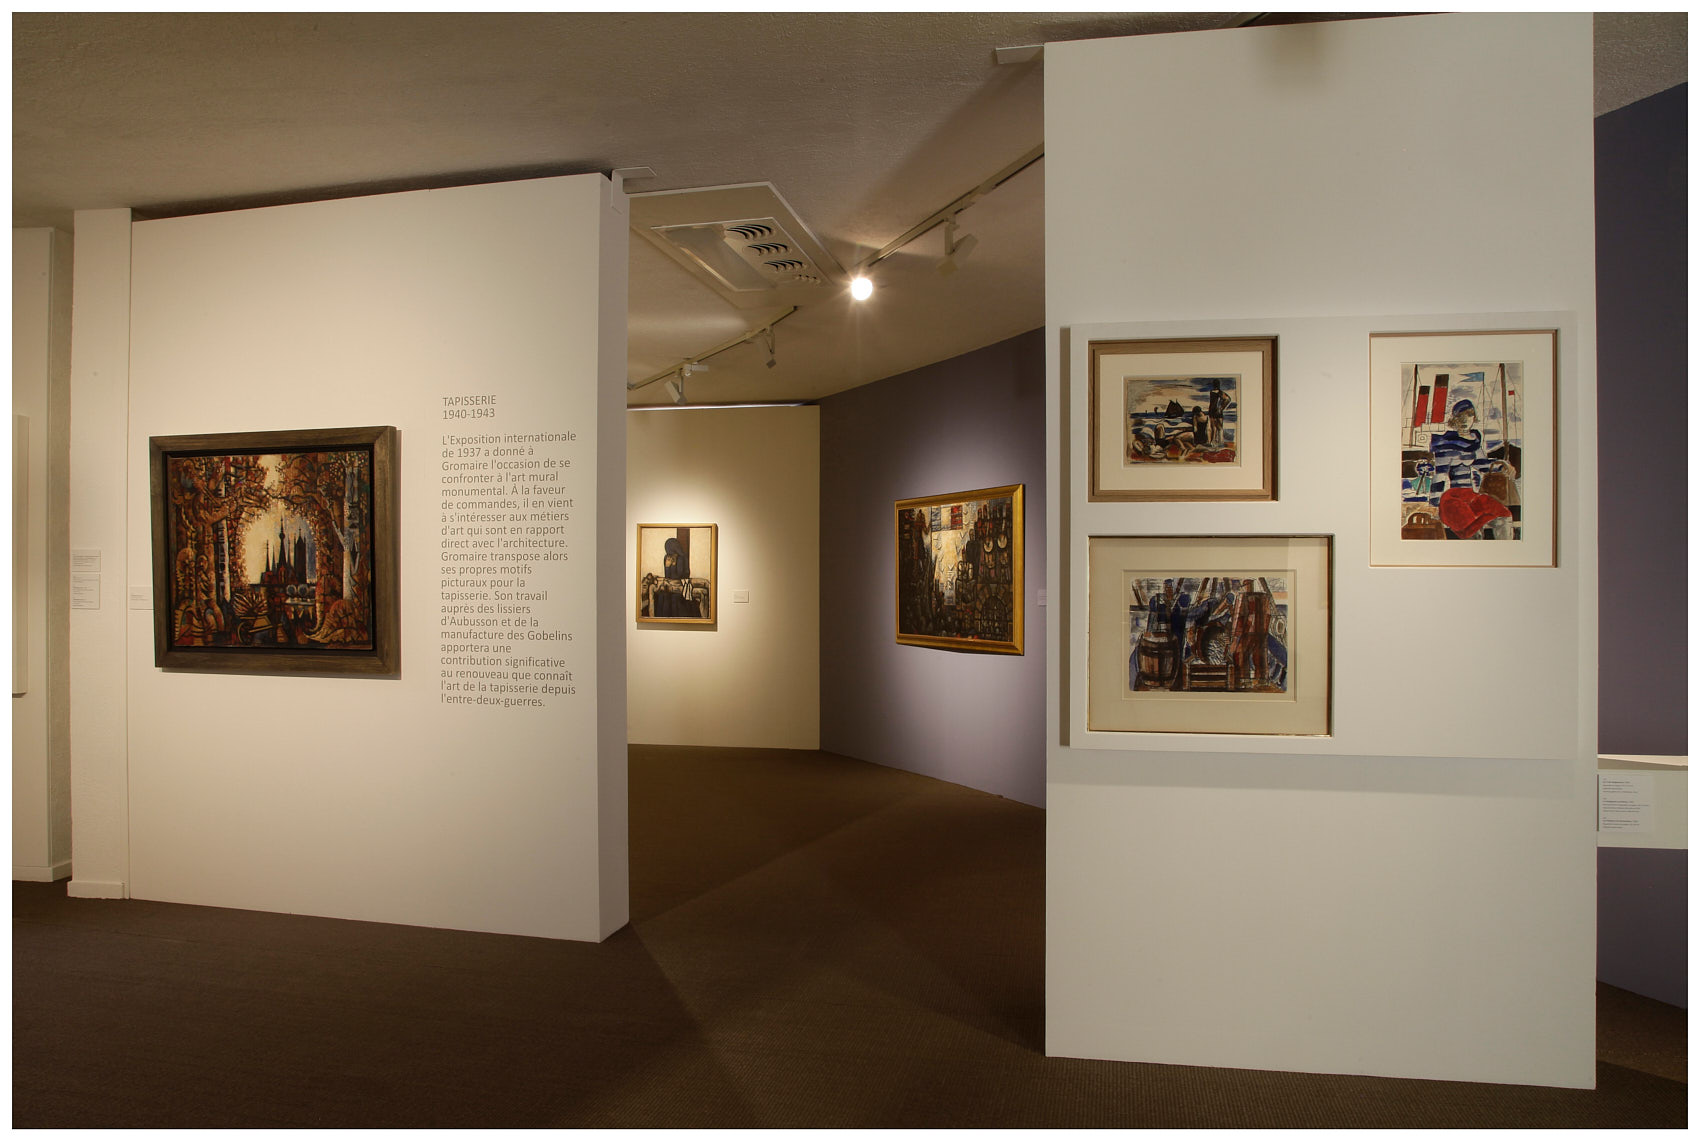 TAPISSERIE
1940-1943
L'Exposition internationale
de 1937 a donné à
Gromaire l'occasion de se
confronter à l'art mural
monumental. À la faveur
de commandes, il en vient
à s'intéresser aux métiers
d'art qui sont en rapport
direct avec l'architecture.
Gromaire transpose alors
ses propres motifs
picturaux pour la
tapisserie. Son travail
auprès des lissiers
d'Aubusson et de la
manufacture des Gobelins
apportera une
contribution significative
au renouveau que connaît
l'art de la tapisserie depuis
l'entre-deux-guerres.